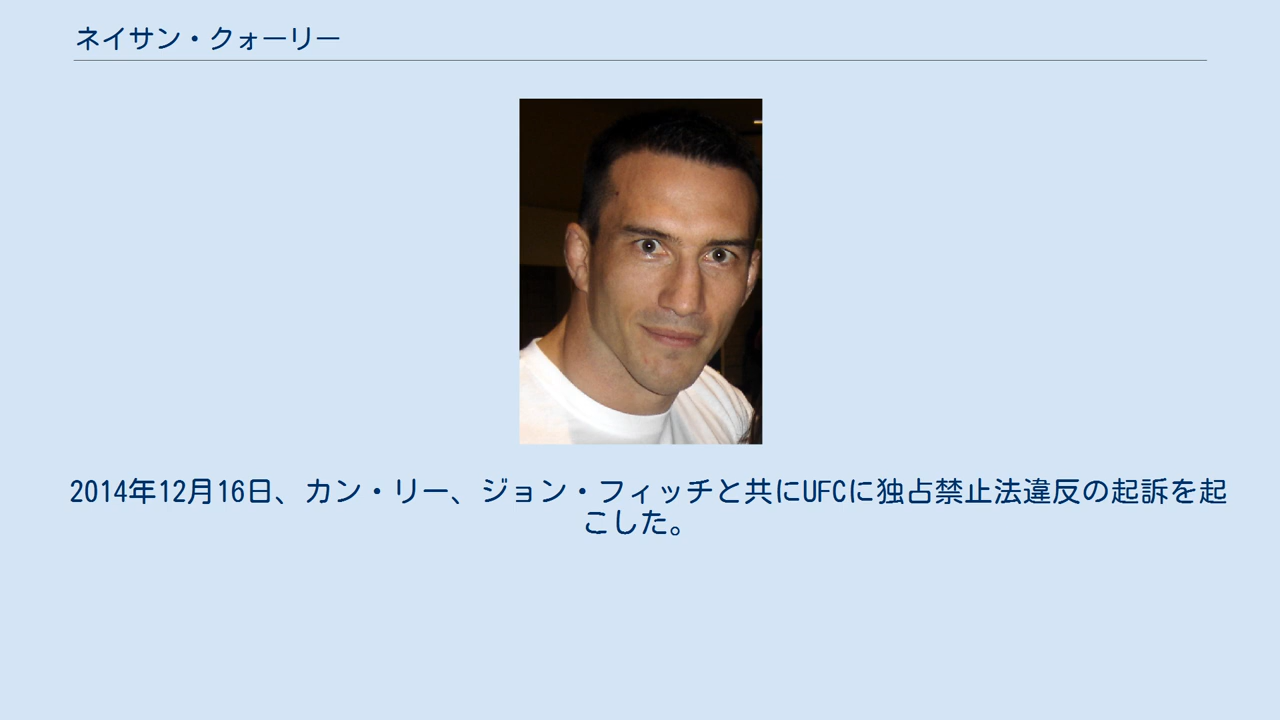 ネイサン・クォーリー
2014年12月16日、カン・リー、ジョン・フィッチと共にUFCに独占禁止法違反の起訴を起
こした。